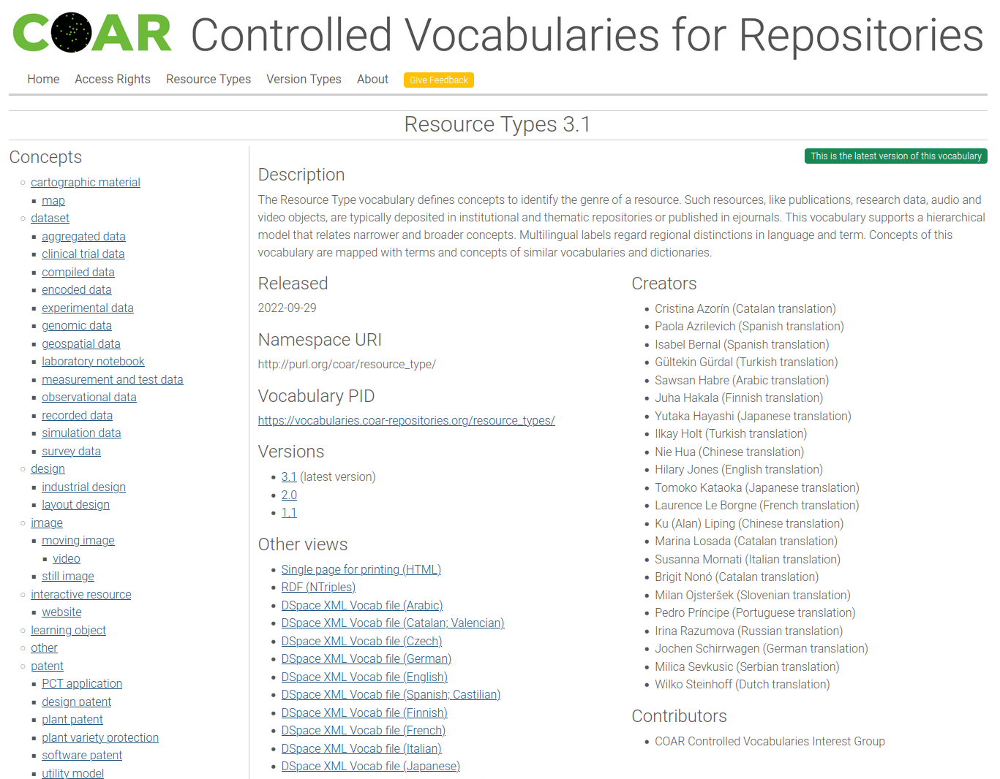 COAR Controlled Vocabularies for Repositories
Home Access Rights Resource Types Version Types About Give Feedback
Resource Types 3.1
Concepts
cartographic material
map
dataset
aggregated data
clinical trial data
compiled data
encoded data
experimental data
genomic data
geospatial data
laboratory notebook
measurement and test data
observational data
recorded data
simulation data
survey data
design
industrial design
layout design
image
moving image
video
still image
interactive resource
website
learning object
other
patent
PCT application
design patent
plant patent
plant variety protection
software patent
utility model
This is the latest version of this vocabulary
Description
The Resource Type vocabulary defines concepts to identify the genre of a resource. Such resources, like publications, research data, audio and
video objects, are typically deposited in institutional and thematic repositories or published in ejournals. This vocabulary supports a hierarchical
model that relates narrower and broader concepts. Multilingual labels regard regional distinctions in language and term. Concepts of this
vocabulary are mapped with terms and concepts of similar vocabularies and dictionaries.
Released
2022-09-29
Namespace URI
http://purl.org/coar/resource_type/
Vocabulary PID
https://vocabularies.coar-repositories.org/resource_types/
Versions
3.1 (latest version)
2.0
1.1
Other views
Single page for printing (HTML)
RDF (NTriples)
DSpace XML Vocab file (Arabic)
DSpace XML Vocab file (Catalan; Valencian)
DSpace XML Vocab file (Czech)
DSpace XML Vocab file (German)
DSpace XML Vocab file (English)
DSpace XML Vocab file (Spanish; Castilian)
DSpace XML Vocab file (Finnish)
DSpace XML Vocab file (French)
DSpace XML Vocab file (Italian)
DSpace XML Vocab file (Japanese)
Creators
Cristina Azorín (Catalan translation)
Paola Azrilevich (Spanish translation)
Isabel Bernal (Spanish translation)
Gültekin Gürdal (Turkish translation)
Sawsan Habre (Arabic translation)
Juha Hakala (Finnish translation)
Yutaka Hayashi (Japanese translation)
Ilkay Holt (Turkish translation)
Nie Hua (Chinese translation)
Hilary Jones (English translation)
Tomoko Kataoka (Japanese translation)
Laurence Le Borgne (French translation)
Ku (Alan) Liping (Chinese translation)
Marina Losada (Catalan translation)
Susanna Mornati (Italian translation)
Brigit Nonó (Catalan translation)
Milan Ojsteršek (Slovenian translation)
Pedro Príncipe (Portuguese translation)
Irina Razumova (Russian translation)
Jochen Schirrwagen (German translation)
Milica Sevkusic (Serbian translation)
Wilko Steinhoff (Dutch translation)
Contributors
COAR Controlled Vocabularies Interest Group